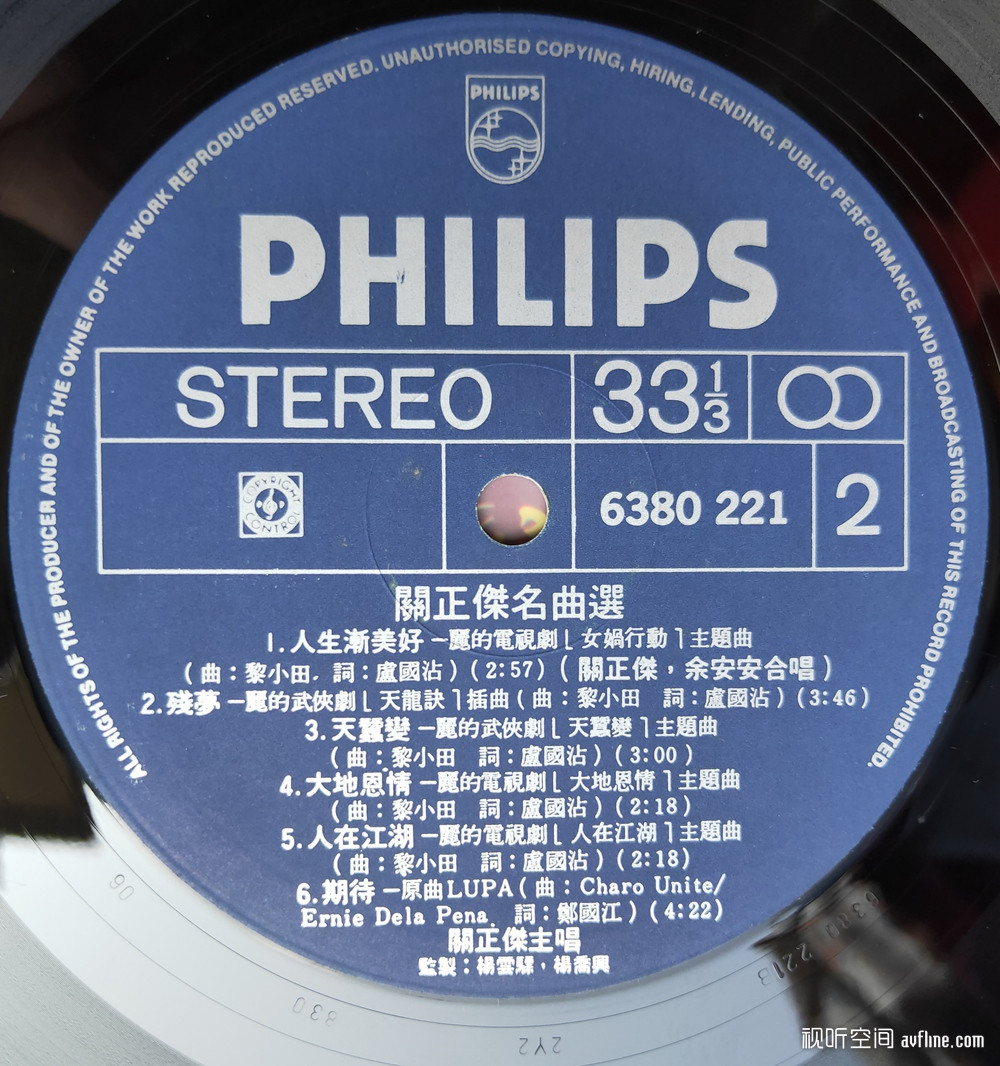 ALL RIGHTS OF THE PRODUCER AND OF THE OWNER OF THE WORK REPRODUCED RESERVED. UNAUTHORISED COPYING, HIRING, LENDING, PUBLIC PERFORMANCE AND BROADCASTING OF THIS RECORD PROHIBITED.
PHILIPS
PHILIPS
STEREO 33 1/3
COPYRIGHT CONTROL 6380 221 2
關正傑名曲選
1. 人生漸美好 —麗的電視劇「女媧行動」主題曲
(曲：黎小田. 詞：盧國沾)(2:57)(關正傑，余安安合唱)
2. 殘夢 —麗的武俠劇「天龍訣」插曲(曲：黎小田 詞：盧國沾)(3:46)
3. 天蠶變 —麗的武俠劇「天蠶變」主題曲
(曲：黎小田 詞：盧國沾)(3:00)
4. 大地恩情 —麗的電視劇「大地恩情」主題曲
(曲：黎小田 詞：盧國沾)(2:18)
5. 人在江湖 —麗的電視劇「人在江湖」主題曲
(曲：黎小田 詞：盧國沾)(2:18)
6. 期待 —原曲LUPA(曲：Charo Unite/
Ernie Dela Pena. 詞：鄭國江)(4:22)
關正傑主唱
監製：楊雲驃，楊喬興
06
330
2Y2
视听空间 avfline.com